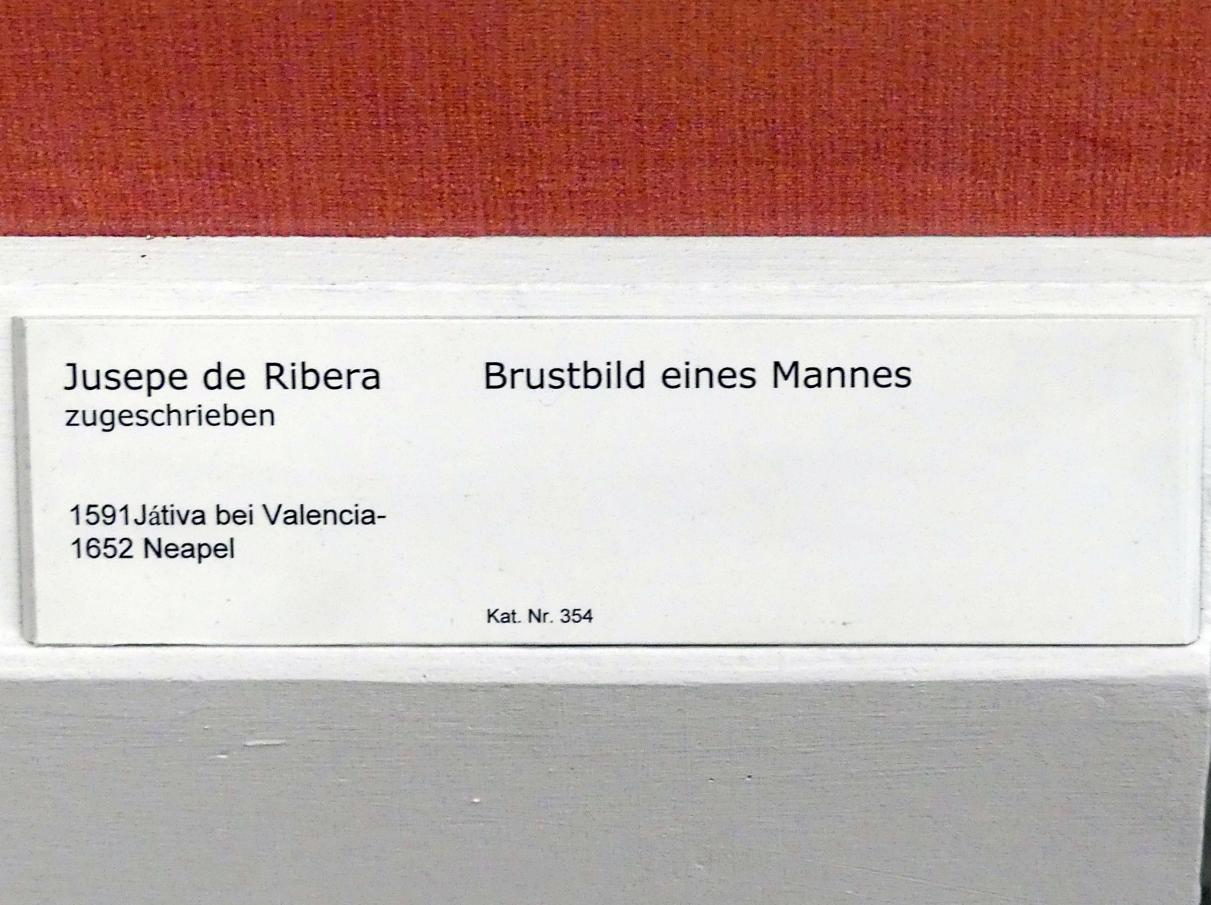 Jusepe de Ribera
zugeschrieben
1591Játiva bei Valencia-
1652 Neapel
Brustbild eines Mannes
Kat. Nr. 354